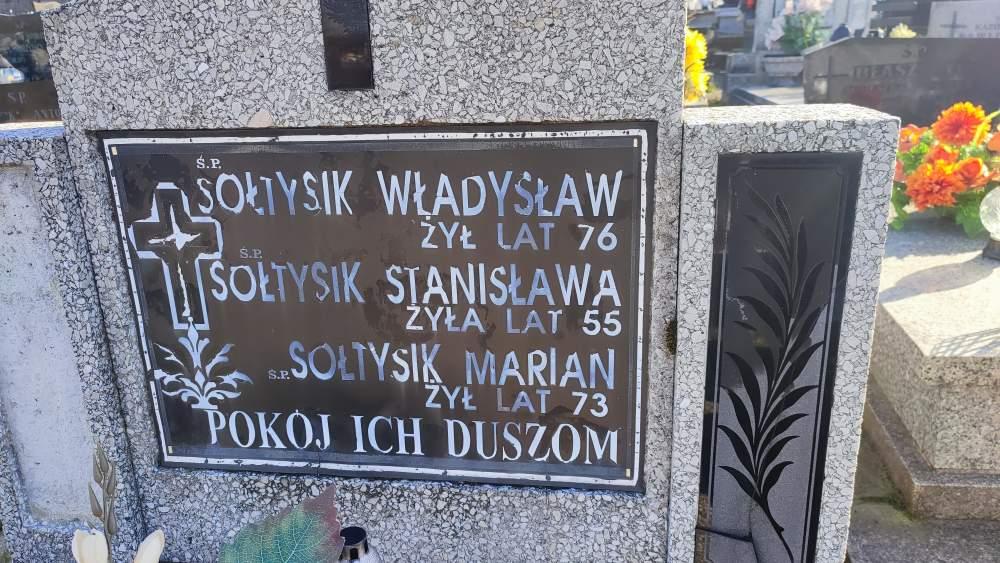 Ś.P.
SOŁTYSIK WŁADYSŁAW
ŻYŁ LAT 76
Ś.P.
SOŁTYSIK STANISŁAWA
ŻYŁA LAT 55
Ś.P. SOŁTYSIK MARIAN
ŻYŁ LAT 73
POKÓJ ICH DUSZOM
Ś.P.